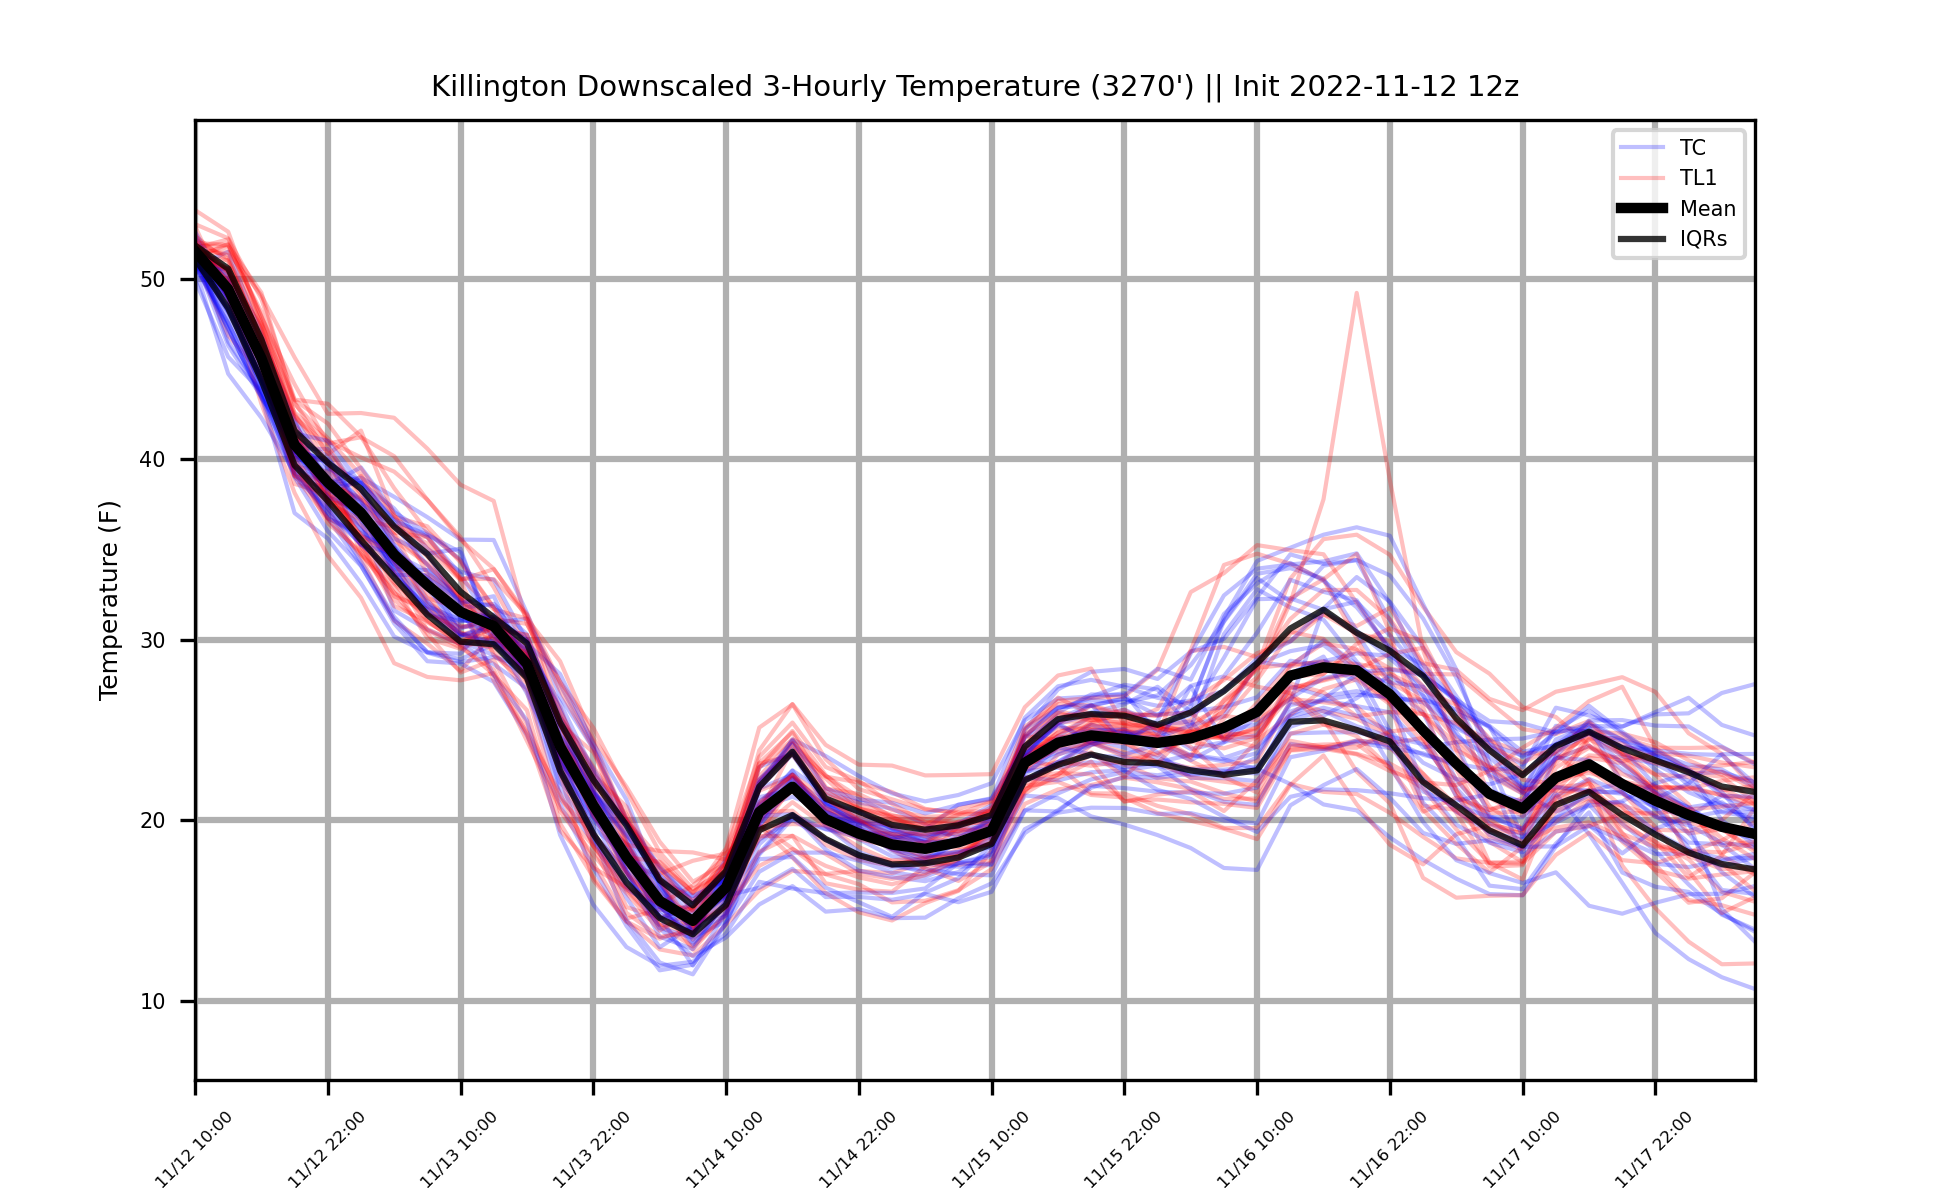 Killington Downscaled 3-Hourly Temperature (3270') || Init 2022-11-12 12z
TC
TL1
Mean
IQRs
Temperature (F)
50
40
30
20
10
11/12 10:00
11/12 22:00
11/13 10:00
11/13 22:00
11/14 10:00
11/14 22:00
11/15 10:00
11/15 22:00
11/16 10:00
11/16 22:00
11/17 10:00
11/17 22:00